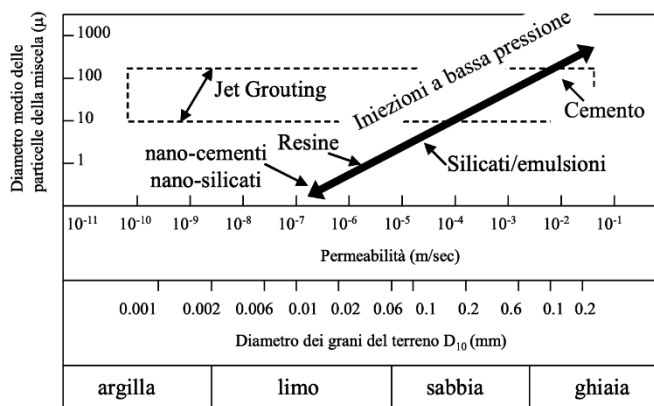 Diametro medio delle
particelle della miscela (μ)
1000
100
10
1
Jet Grouting
Iniezioni a bassa pressione
Cemento
Resine
nano-cementi
nano-silicati
Silicati/emulsioni
10⁻¹¹ 10⁻¹⁰ 10⁻⁹ 10⁻⁸ 10⁻⁷ 10⁻⁶ 10⁻⁵ 10⁻⁴ 10⁻³ 10⁻² 10⁻¹
Permeabilità (m/sec)
0.001 0.002 0.006 0.01 0.02 0.06 0.1 0.2 0.6 0.1 0.2
Diametro dei grani del terreno D₁₀ (mm)
argilla limo sabbia ghiaia